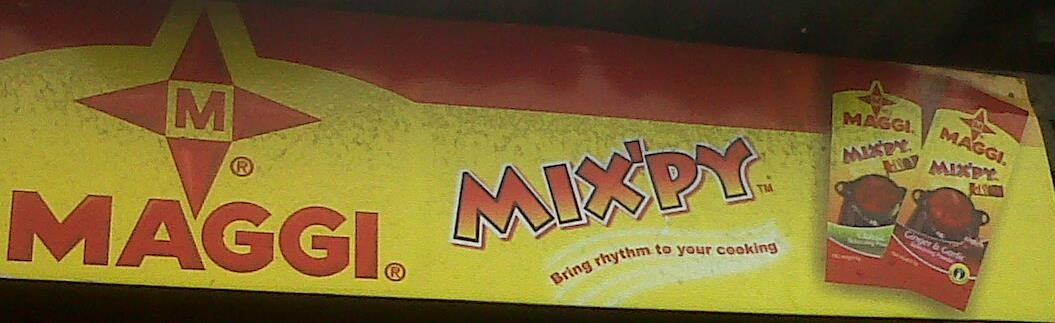 M
®
MAGGI®
MIX'PY™
Bring rhythm to your cooking
MAGGI
MIX'PY
MAGGI
MIX'PY
Ginger & Garlic